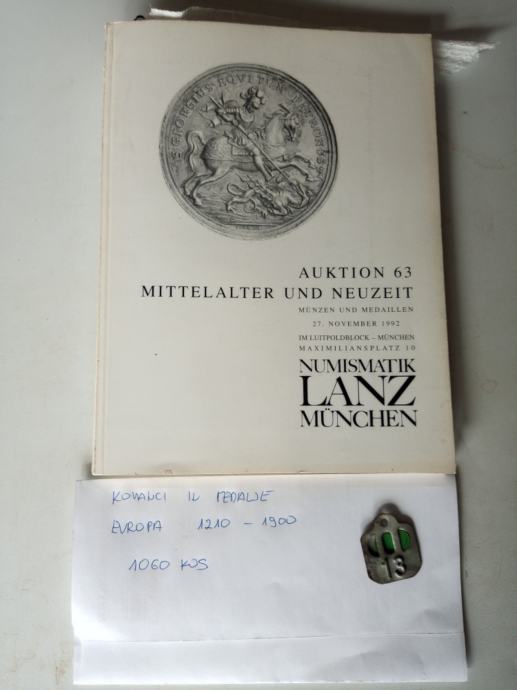 S·GEORGIUS EQVITUM PATRONUS
AUKTION 63
MITTELALTER UND NEUZEIT
MÜNZEN UND MEDAILLEN
27. NOVEMBER 1992
IM LUITPOLDBLOCK – MÜNCHEN
MAXIMILIANSPLATZ 10
NUMISMATIK
LANZ
MÜNCHEN
KOVANCI IN MEDALJE
EVROPA 1210 – 1900
1060 KOS
13